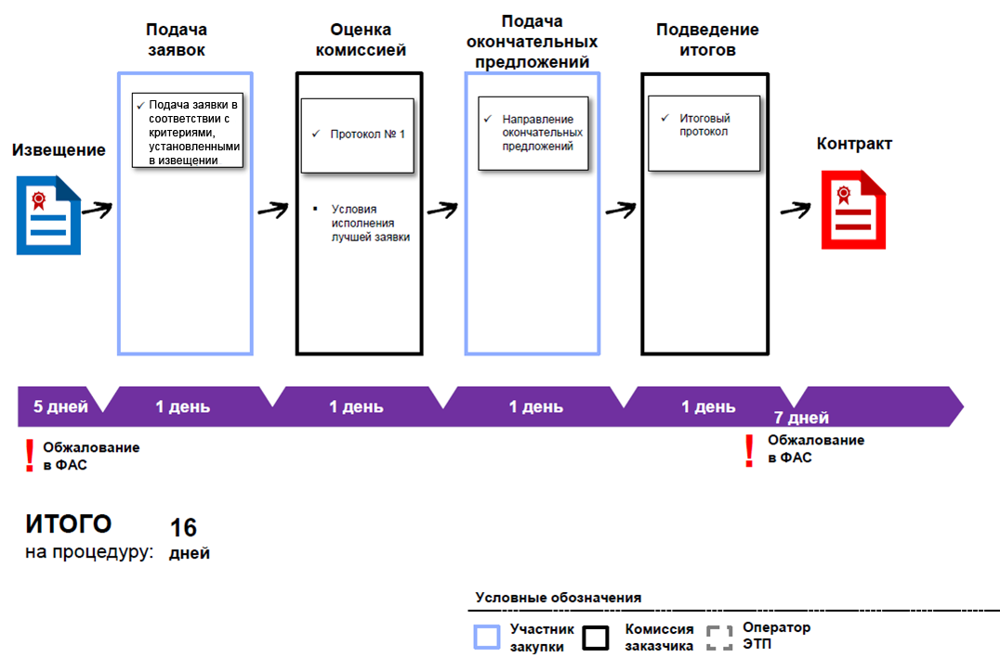 Извещение
Подача
заявок
Подача заявки в
соответствии с
критериями,
установленными
в извещении
Оценка
комиссией
Протокол № 1
Условия
исполнения
лучшей заявки
Подача
окончательных
предложений
Направление
окончательных
предложений
Подведение
итогов
Итоговый
протокол
Контракт
5 дней
1 день
1 день
1 день
1 день
7 дней
! Обжалование
в ФАС
! Обжалование
в ФАС
ИТОГО
на процедуру:
16
дней
Условные обозначения
Участник
закупки
Комиссия
заказчика
Оператор
ЭТП